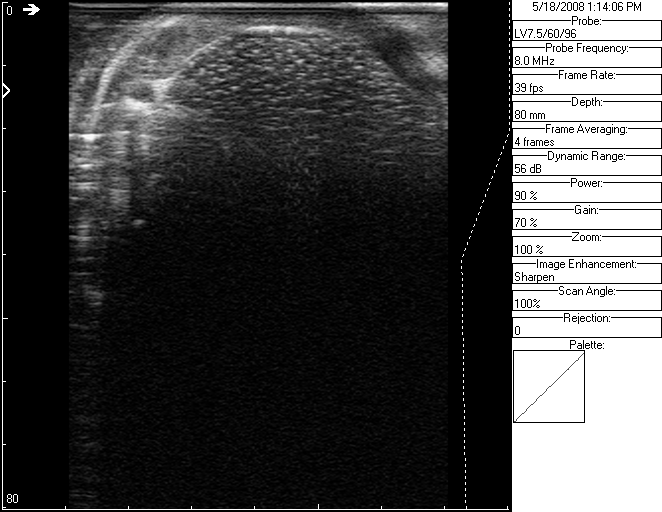 0
5/18/2008 1:14:06 PM
Probe:
LV7.5/60/96
Probe Frequency:
8.0 MHz
Frame Rate:
39 fps
Depth:
80 mm
Frame Averaging:
4 frames
Dynamic Range:
56 dB
Power:
90 %
Gain:
70 %
Zoom:
100 %
Image Enhancement:
Sharpen
Scan Angle:
100%
Rejection:
0
Palette:
80